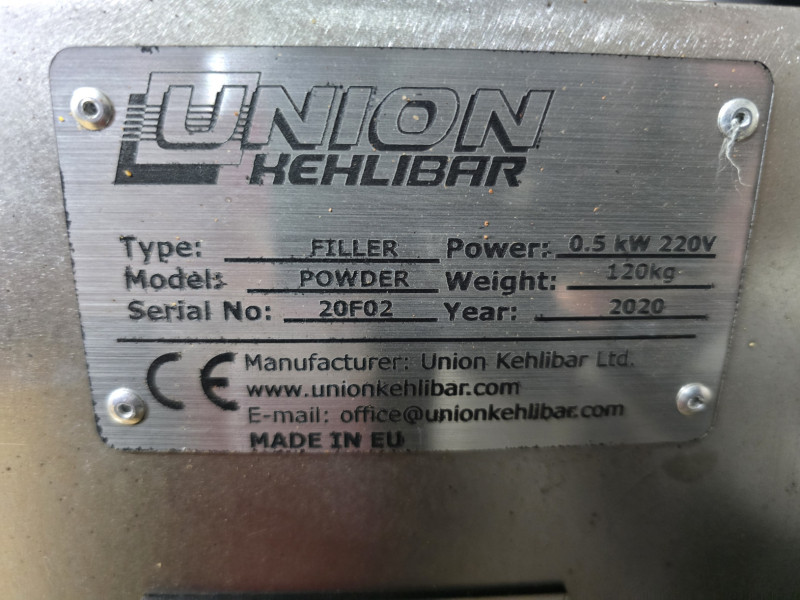 UNION
KEHLIBAR
Type: FILLER Power: 0.5 kW 220V
Model: POWDER Weight: 120kg
Serial No: 20F02 Year: 2020
CE Manufacturer: Union Kehlibar Ltd.
www.unionkehlibar.com
E-mail: office@unionkehlibar.com
MADE IN EU